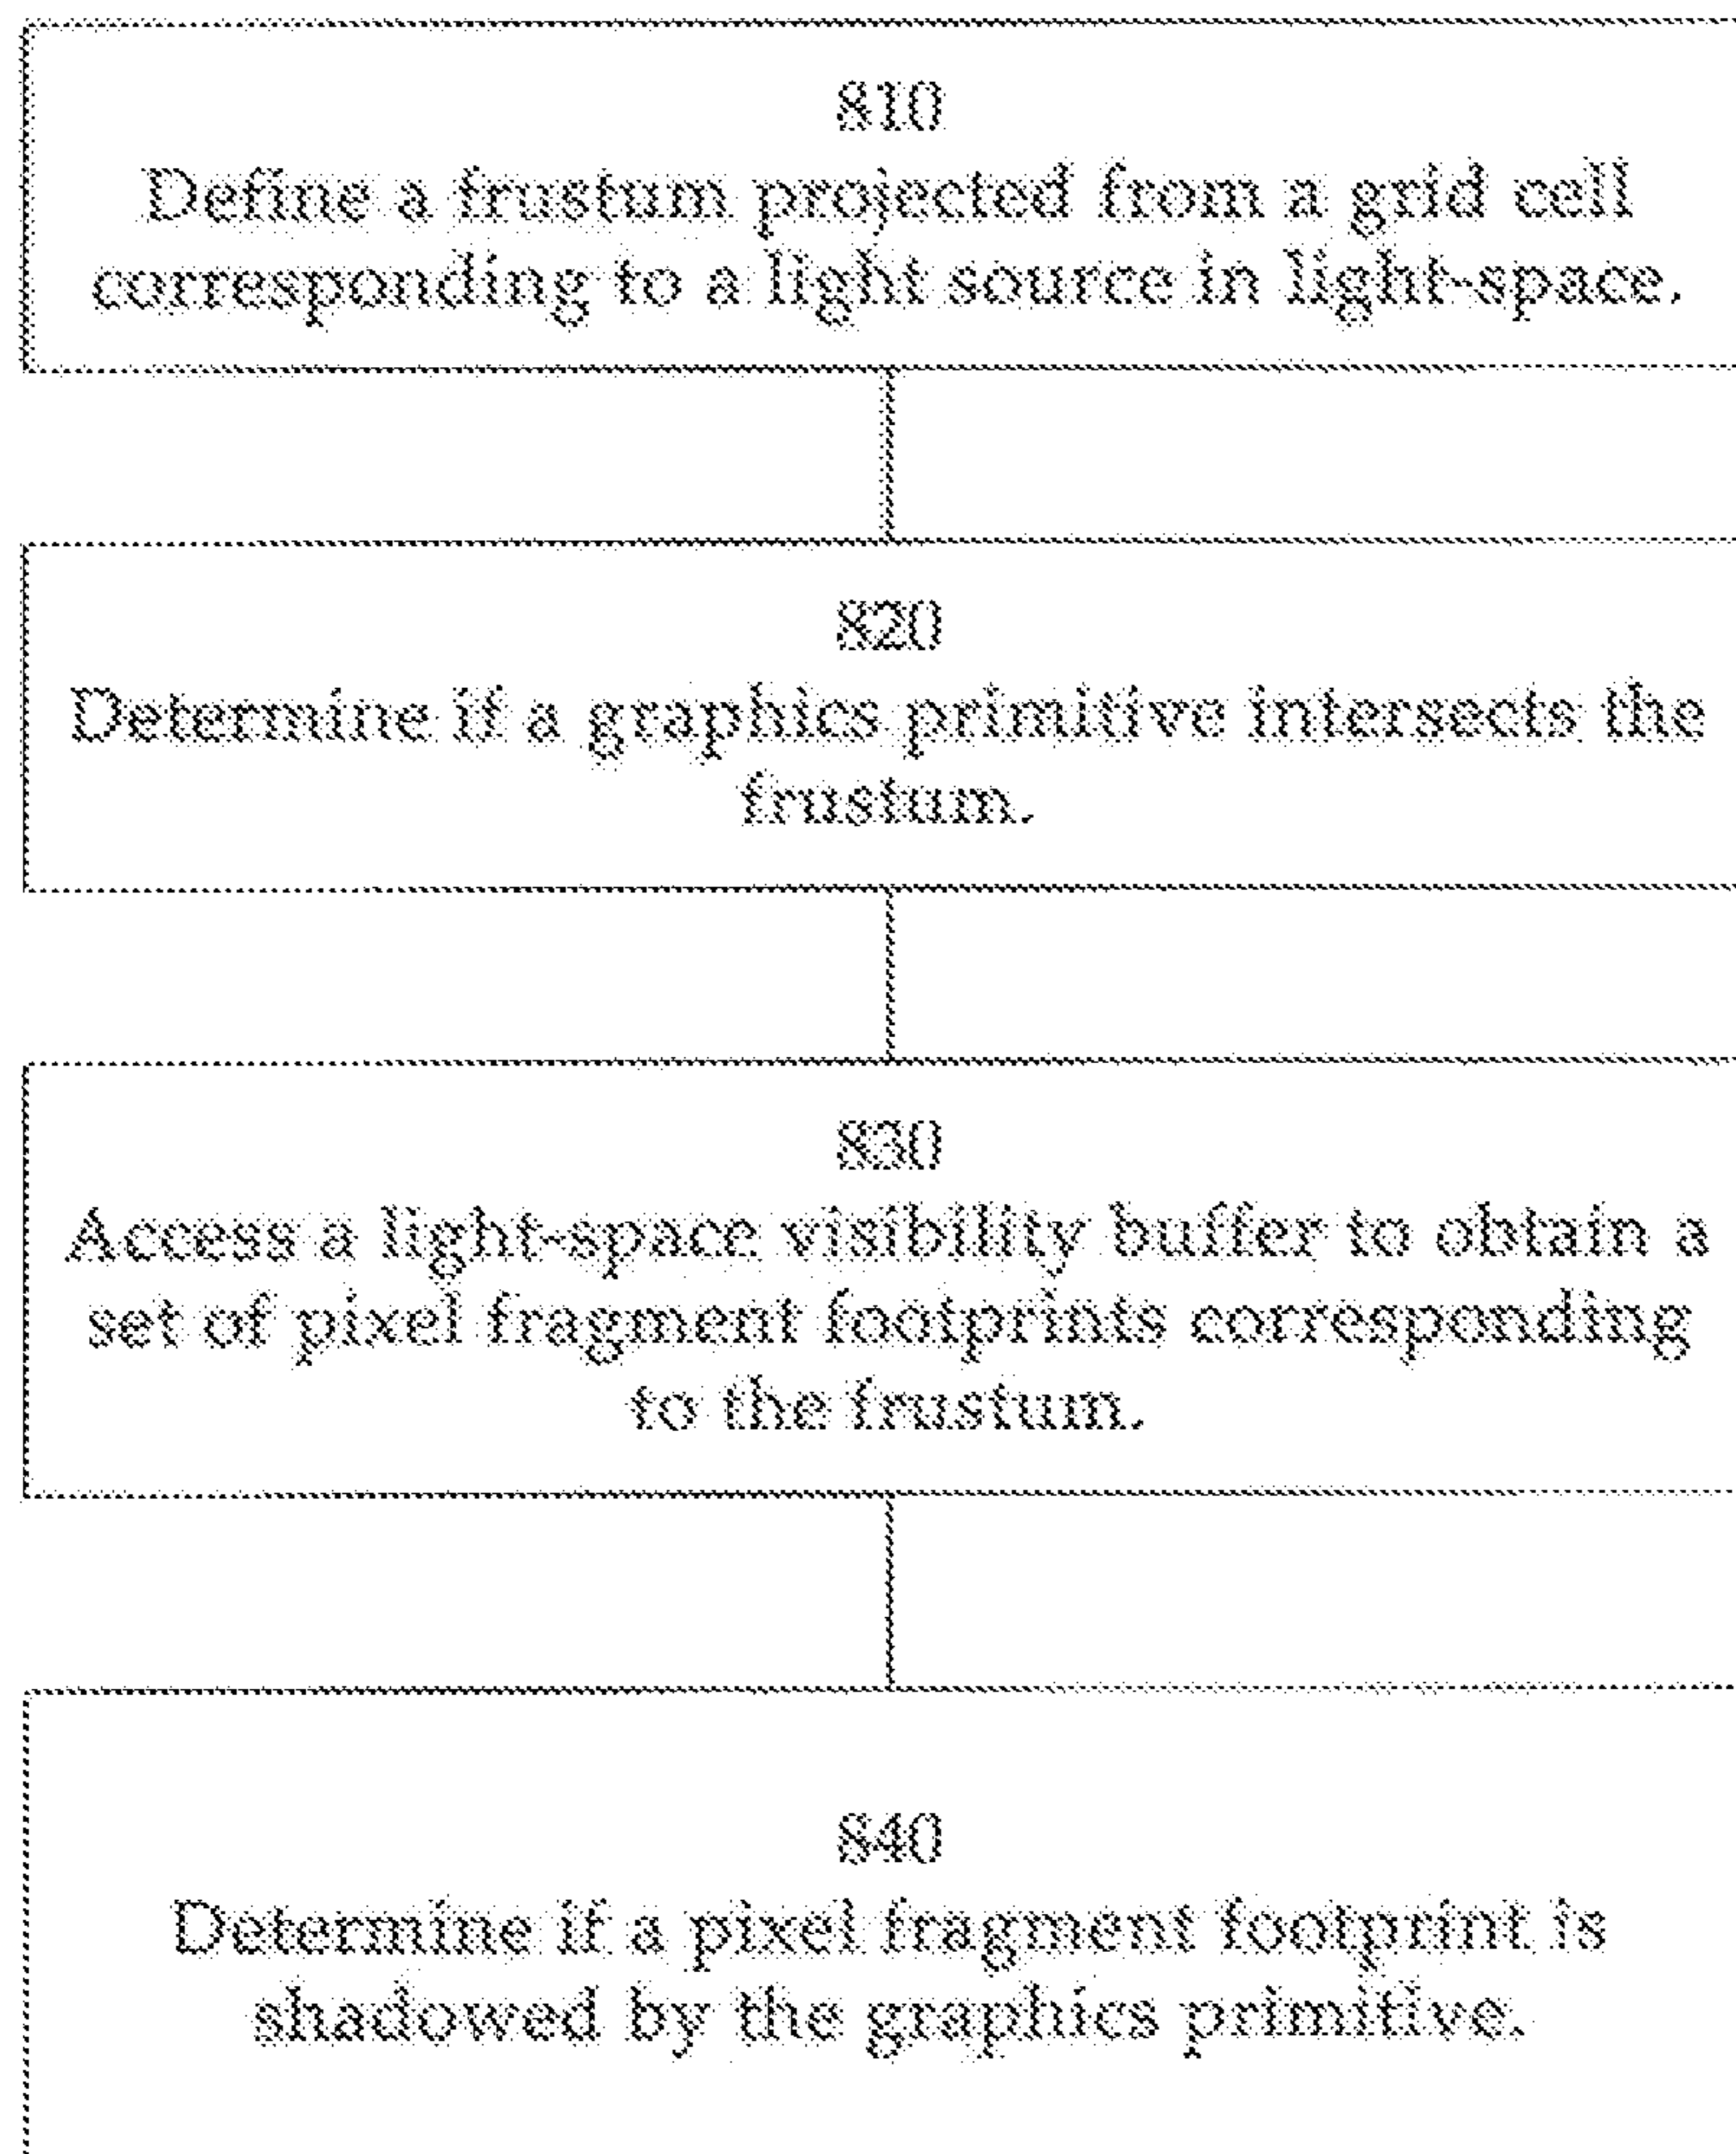 810
Define a frustum projected from a grid cell
corresponding to a light source in light-space.
820
Determine if a graphics primitive intersects the
frustum.
830
Access a light-space visibility buffer to obtain a
set of pixel fragment footprints corresponding
to the frustum.
840
Determine if a pixel fragment footprint is
shadowed by the graphics primitive.